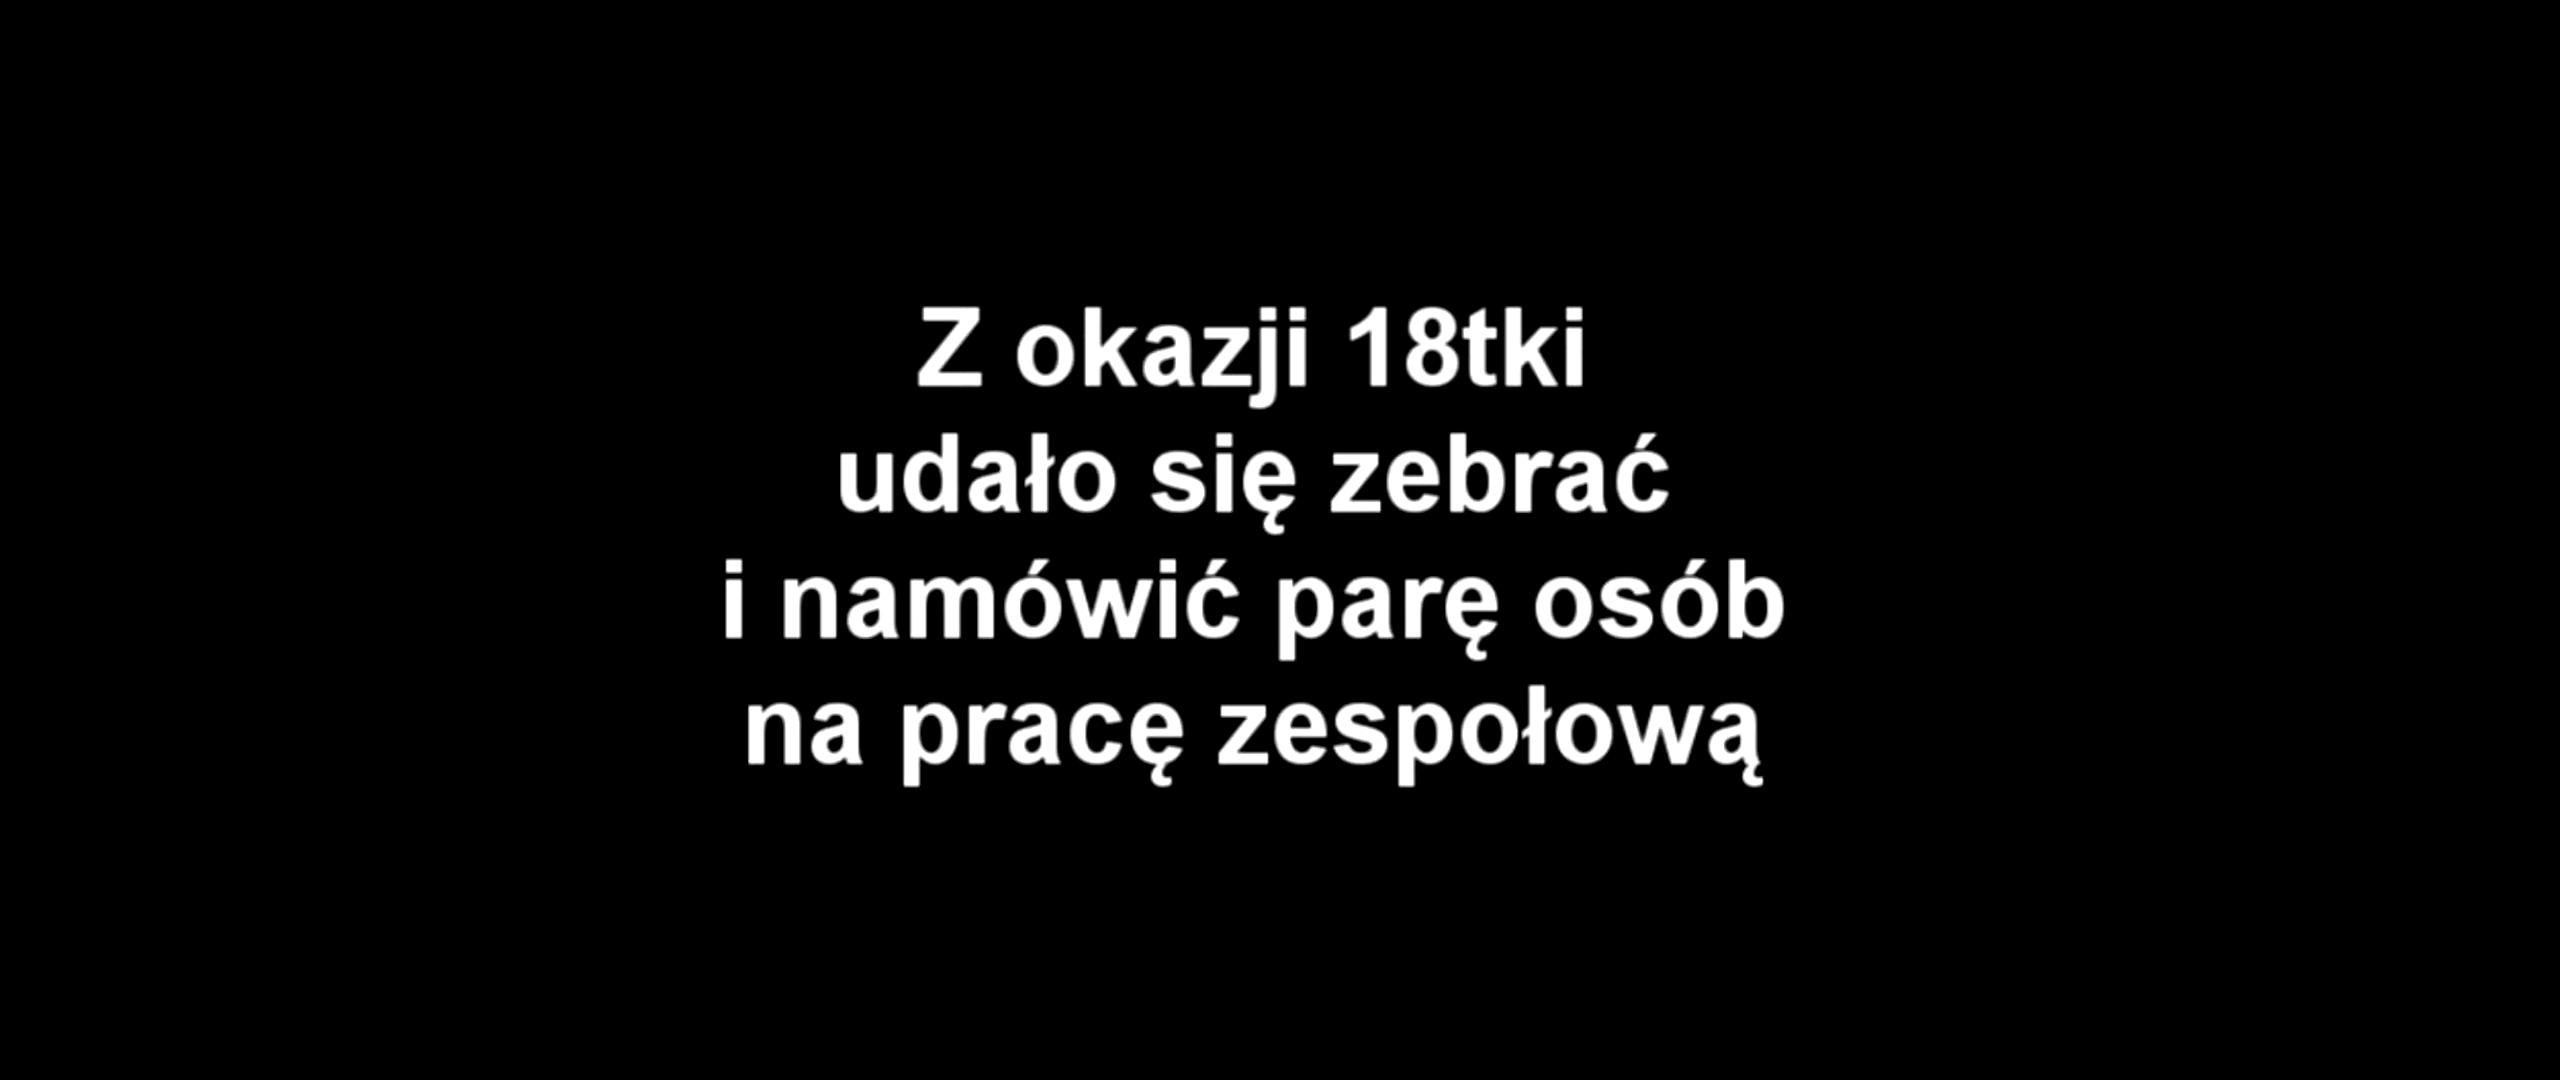 Z okazji 18tki
udało się zebrać
i namówić parę osób
na pracę zespołową